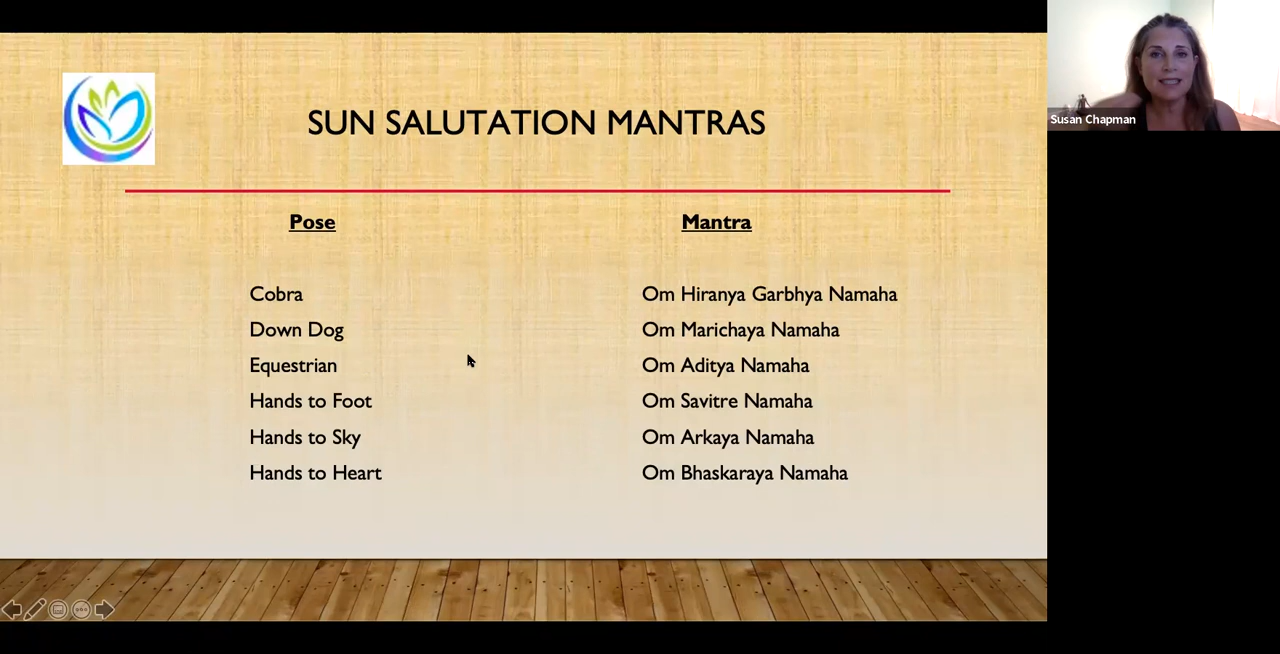 SUN SALUTATION MANTRAS
Pose Mantra
Cobra Om Hiranya Garbhya Namaha
Down Dog Om Marichaya Namaha
Equestrian Om Aditya Namaha
Hands to Foot Om Savitre Namaha
Hands to Sky Om Arkaya Namaha
Hands to Heart Om Bhaskaraya Namaha
Susan Chapman